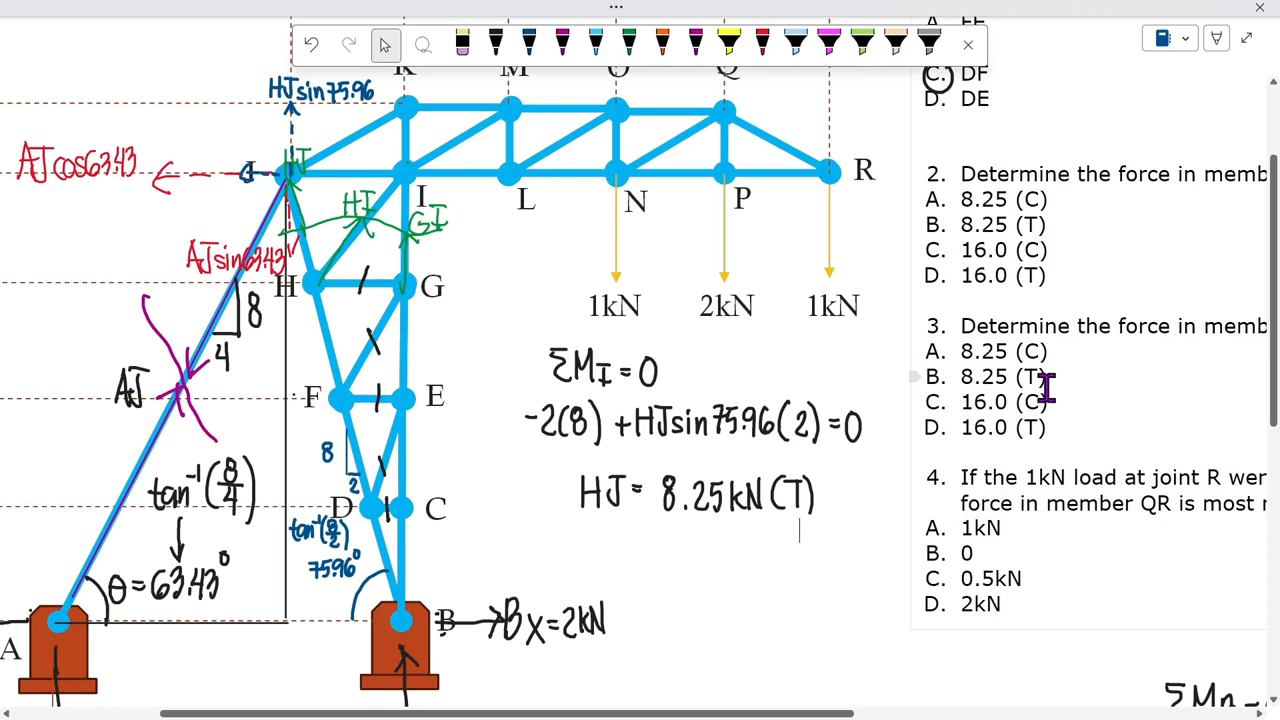 A. EF
C. DF
D. DE
K M O Q
HJsin75.96
AJcos63.43
J
HJ
HI
GI
I
L
N
P
R
AJsin63.43
H
G
8
4
AJ
1kN
2kN
1kN
2. Determine the force in memb
A. 8.25 (C)
B. 8.25 (T)
C. 16.0 (C)
D. 16.0 (T)
3. Determine the force in memb
A. 8.25 (C)
B. 8.25 (T)
C. 16.0 (C)
D. 16.0 (T)
ΣM_I = 0
-2(8) + HJsin75.96(2) = 0
HJ = 8.25kN(T)
F
E
8
2
D
C
tan⁻¹(8/4)
tan⁻¹(8/2)
75.96°
θ = 63.43°
4. If the 1kN load at joint R wer
force in member QR is most
A. 1kN
B. 0
C. 0.5kN
D. 2kN
A
B
Bx = 2kN